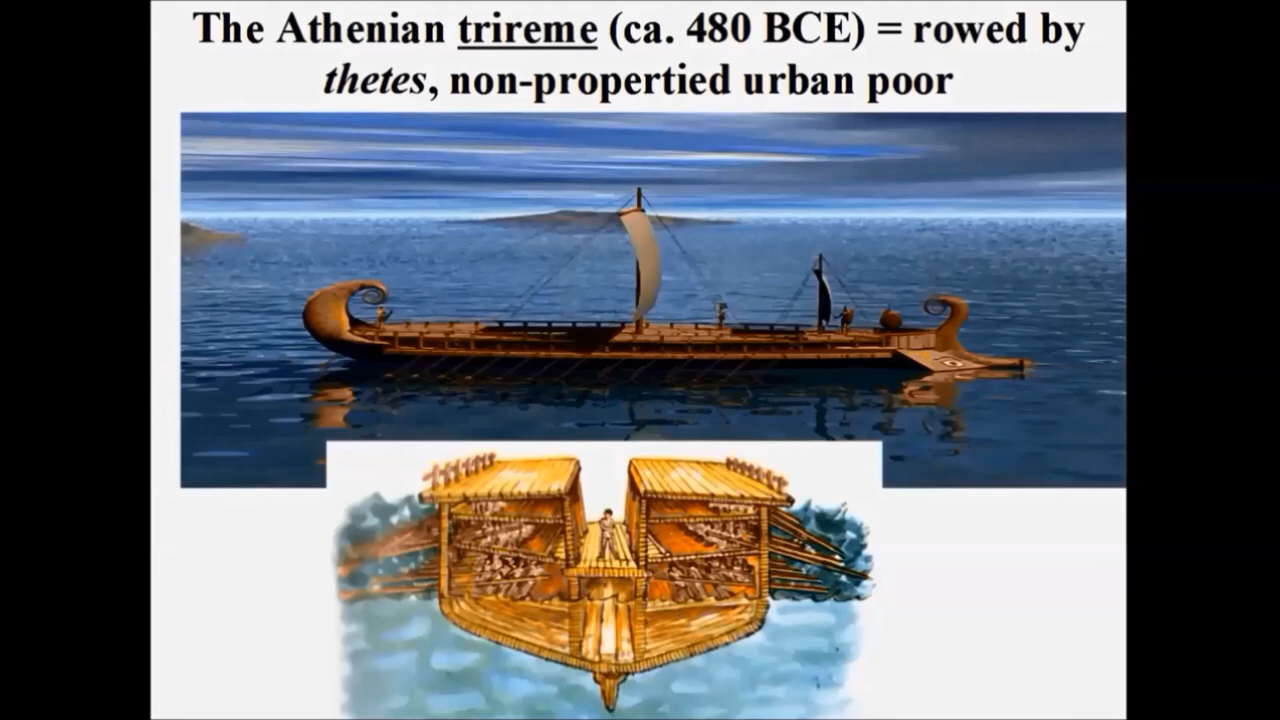 The Athenian trireme (ca. 480 BCE) = rowed by
thetes, non-propertied urban poor